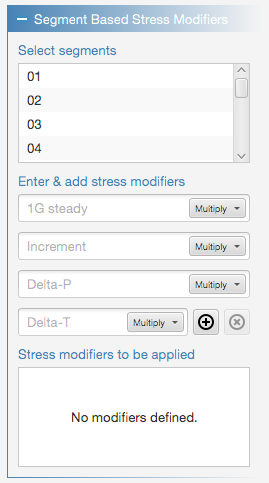 Segment Based Stress Modifiers
Select segments
01
02
03
04
Enter & add stress modifiers
1G steady Multiply
Increment Multiply
Delta-P Multiply
Delta-T Multiply
Stress modifiers to be applied
No modifiers defined.